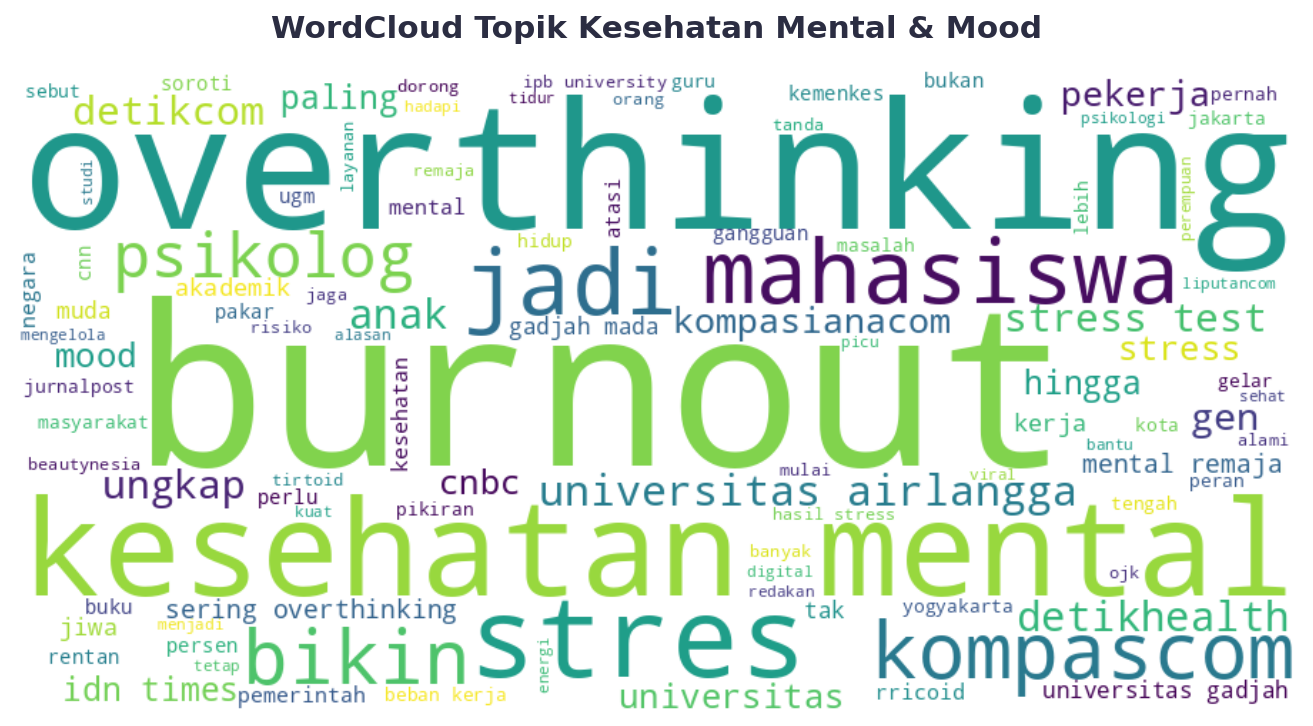 WordCloud Topik Kesehatan Mental & Mood
sebut
soroti
detikcom
paling
dorong
hadapi
ipb university
tidur
orang
guru
kemenkes
bukan
pekerja
pernah
psikologi
jakarta
tanda
overthinking
studi
layanan
ugm
remaja
mental
atasi
lebih
perempuan
negara
cnn
psikolog
hidup
jadi
gangguan
masalah
mahasiswa
liputancom
akademik
jaga
muda
pakar
anak
mengelola
risiko
alasan
gadjah mada
kompasianacom
stress test
picu
stress
mood
burnout
jurnalpost
kesehatan
hingga
gelar
sehat
masyarakat
kerja
kota
gen
alami
bantu
beautynesia
mental remaja
peran
ungkap
tirtoid
perlu
kuat
cnbc
pikiran
mulai
universitas airlangga
viral
hasil stress
tengah
kesehatan mental
banyak
digital
redakan
ojk
buku
sering overthinking
jiwa
menjadi
persen
rentan
tetap
bikin
stres
energi
tak
yogyakarta
detikhealth
kompascom
idn times
pemerintah
beban kerja
universitas
rricoid
universitas gadjah